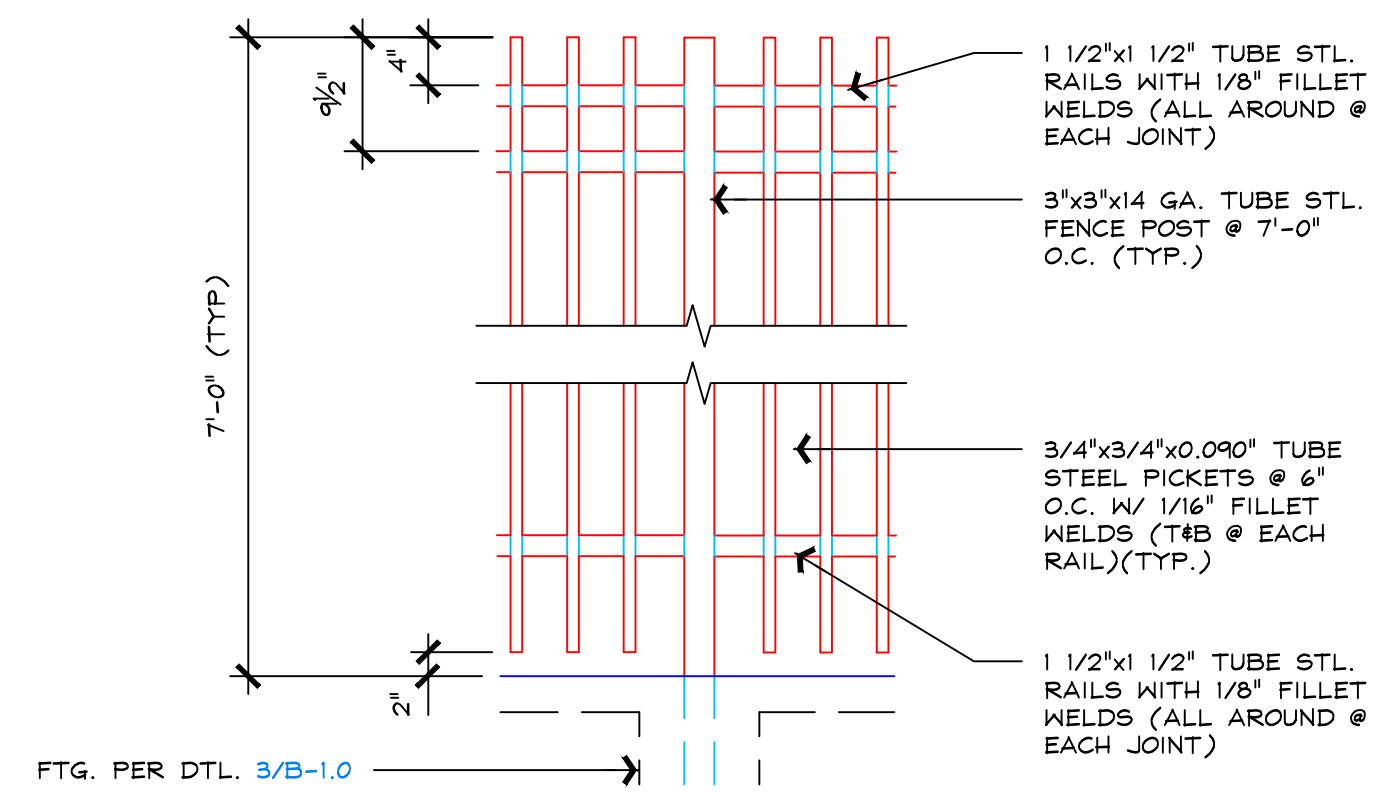 4"
9½"
7'-0" (TYP)
2"
FTG. PER DTL. 3/B-1.0
1 1/2"x1 1/2" TUBE STL.
RAILS WITH 1/8" FILLET
WELDS (ALL AROUND @
EACH JOINT)
3"x3"x14 GA. TUBE STL.
FENCE POST @ 7'-0"
O.C. (TYP.)
3/4"x3/4"x0.090" TUBE
STEEL PICKETS @ 6"
O.C. W/ 1/16" FILLET
WELDS (T&B @ EACH
RAIL)(TYP.)
1 1/2"x1 1/2" TUBE STL.
RAILS WITH 1/8" FILLET
WELDS (ALL AROUND @
EACH JOINT)